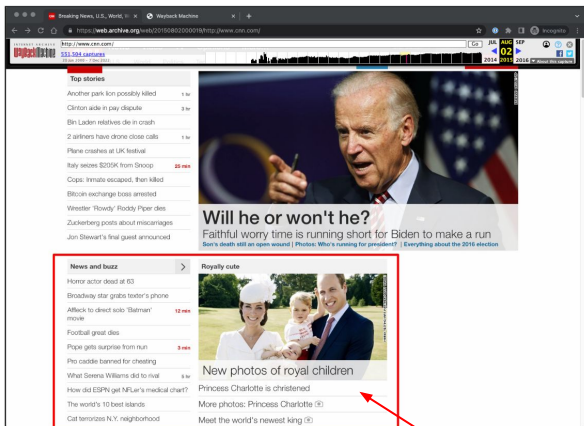 Breaking News, U.S., World, W
Wayback Machine
https://web.archive.org/web/20150802000019/http://www.cnn.com/
Incognito
INTERNET ARCHIVE
WayBackMachine
http://www.cnn.com/
Go
JUL AUG SEP
551,504 captures
02
2014 2015 2016
About this capture
Top stories
Another park lion possibly killed 1 hr
Clinton aide in pay dispute 3 hr
Bin Laden relatives die in crash
2 airliners have drone close calls 1 hr
Plane crashes at UK festival
Italy seizes $205K from Snoop 25 min
Cops: Inmate escaped, then killed
Bitcoin exchange boss arrested
Wrestler 'Rowdy' Roddy Piper dies
Zuckerberg posts about miscarriages
Jon Stewart's final guest announced
Will he or won't he?
Faithful worry time is running short for Biden to make a run
Son's death still an open wound | Photos: Who's running for president? | Everything about the 2016 election
News and buzz
Horror actor dead at 63
Broadway star grabs texter's phone
Affleck to direct solo 'Batman' 12 min
movie
Football great dies
Pope gets surprise from nun 3 min
Pro caddie banned for cheating
What Serena Williams did to rival 5 hr
How did ESPN get NFLer's medical chart?
The world's 10 best islands
Cat terrorizes N.Y. neighborhood
Royally cute
New photos of royal children
Princess Charlotte is christened
More photos: Princess Charlotte
Meet the world's newest king